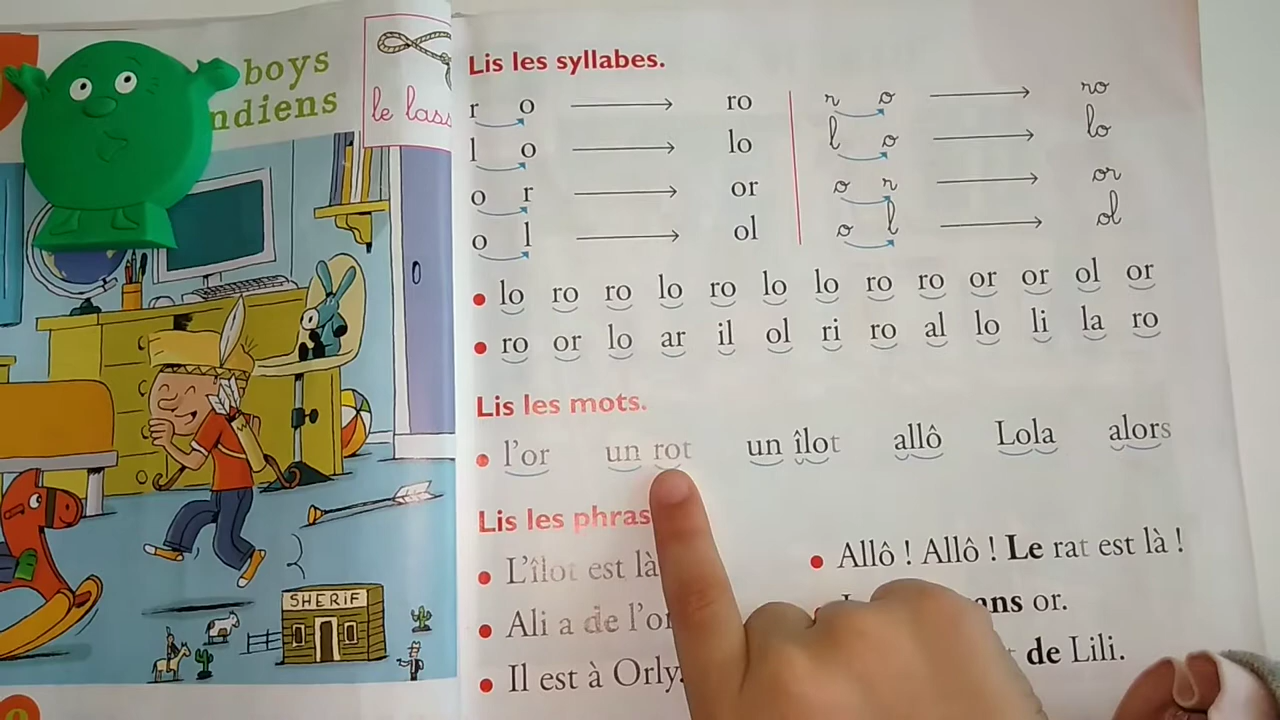 boys
ndiens
le lass
SHERIF
Lis les syllabes.
r o ro r o ro
l o lo l o lo
o r or o r or
o l ol o l ol
lo ro ro lo ro lo lo ro ro or or ol or
ro or lo ar il ol ri ro al lo li la ro
Lis les mots.
l'or un rot un îlot allô Lola alors
Lis les phras
L'îlot est là
Ali a de l'or
Il est à Orly.
Allô ! Allô ! Le rat est là !
ans or.
de Lili.